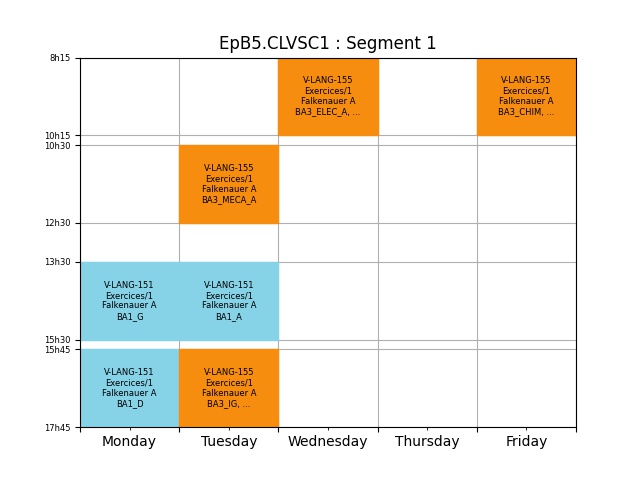 EpB5.CLVSC1 : Segment 1
8h15
V-LANG-155
Exercices/1
Falkenauer A
BA3_ELEC_A, ...
V-LANG-155
Exercices/1
Falkenauer A
BA3_CHIM, ...
10h15
10h30
V-LANG-155
Exercices/1
Falkenauer A
BA3_MECA_A
12h30
13h30
V-LANG-151
Exercices/1
Falkenauer A
BA1_G
V-LANG-151
Exercices/1
Falkenauer A
BA1_A
15h30
15h45
V-LANG-151
Exercices/1
Falkenauer A
BA1_D
V-LANG-155
Exercices/1
Falkenauer A
BA3_IG, ...
17h45
Monday
Tuesday
Wednesday
Thursday
Friday